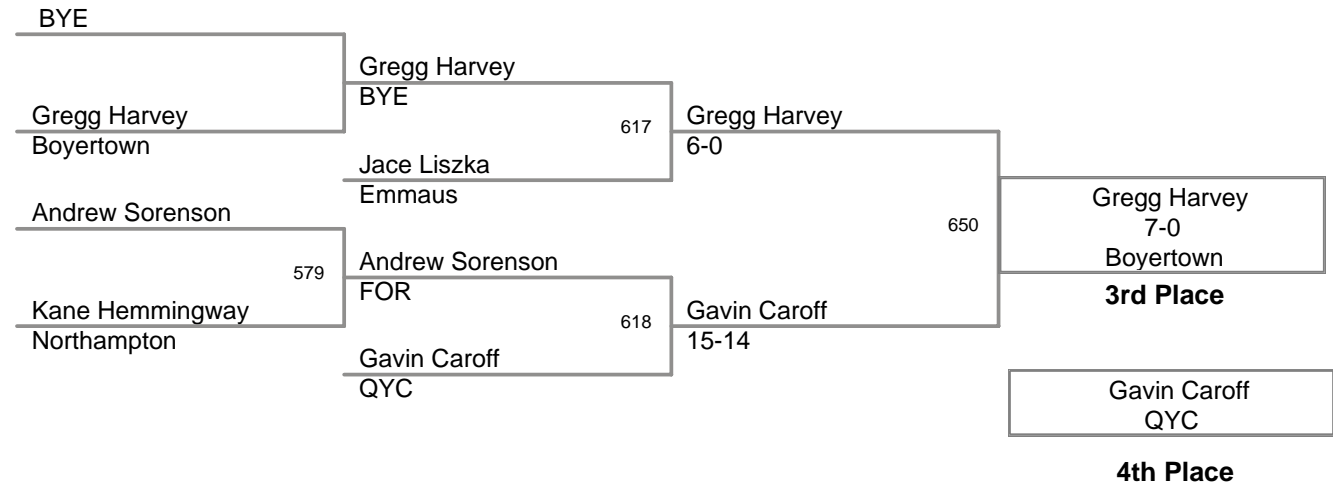 BYE
Gregg Harvey
BYE
Gregg Harvey
Boyertown
617
Gregg Harvey
6-0
Jace Liszka
Emmaus
Gregg Harvey
7-0
Boyertown
3rd Place
Andrew Sorenson
650
579
Andrew Sorenson
FOR
Kane Hemmingway
Northampton
618
Gavin Caroff
15-14
Gavin Caroff
QYC
Gavin Caroff
QYC
4th Place